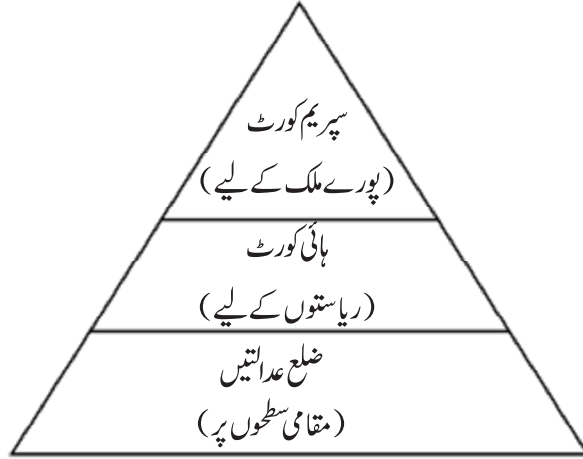 سپریم کورٹ
(پورے ملک کے لیے)
ہائی کورٹ
(ریاستوں کے لیے)
ضلع عدالتیں
(مقامی سطحوں پر)